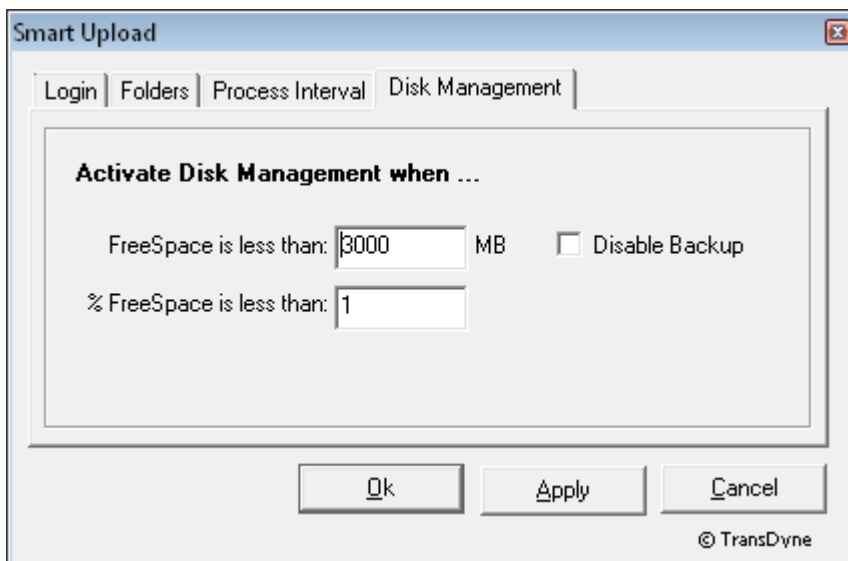 Smart Upload
Login Folders Process Interval Disk Management
Activate Disk Management when ...
FreeSpace is less than: 3000 MB Disable Backup
% FreeSpace is less than: 1
Ok Apply Cancel
© TransDyne